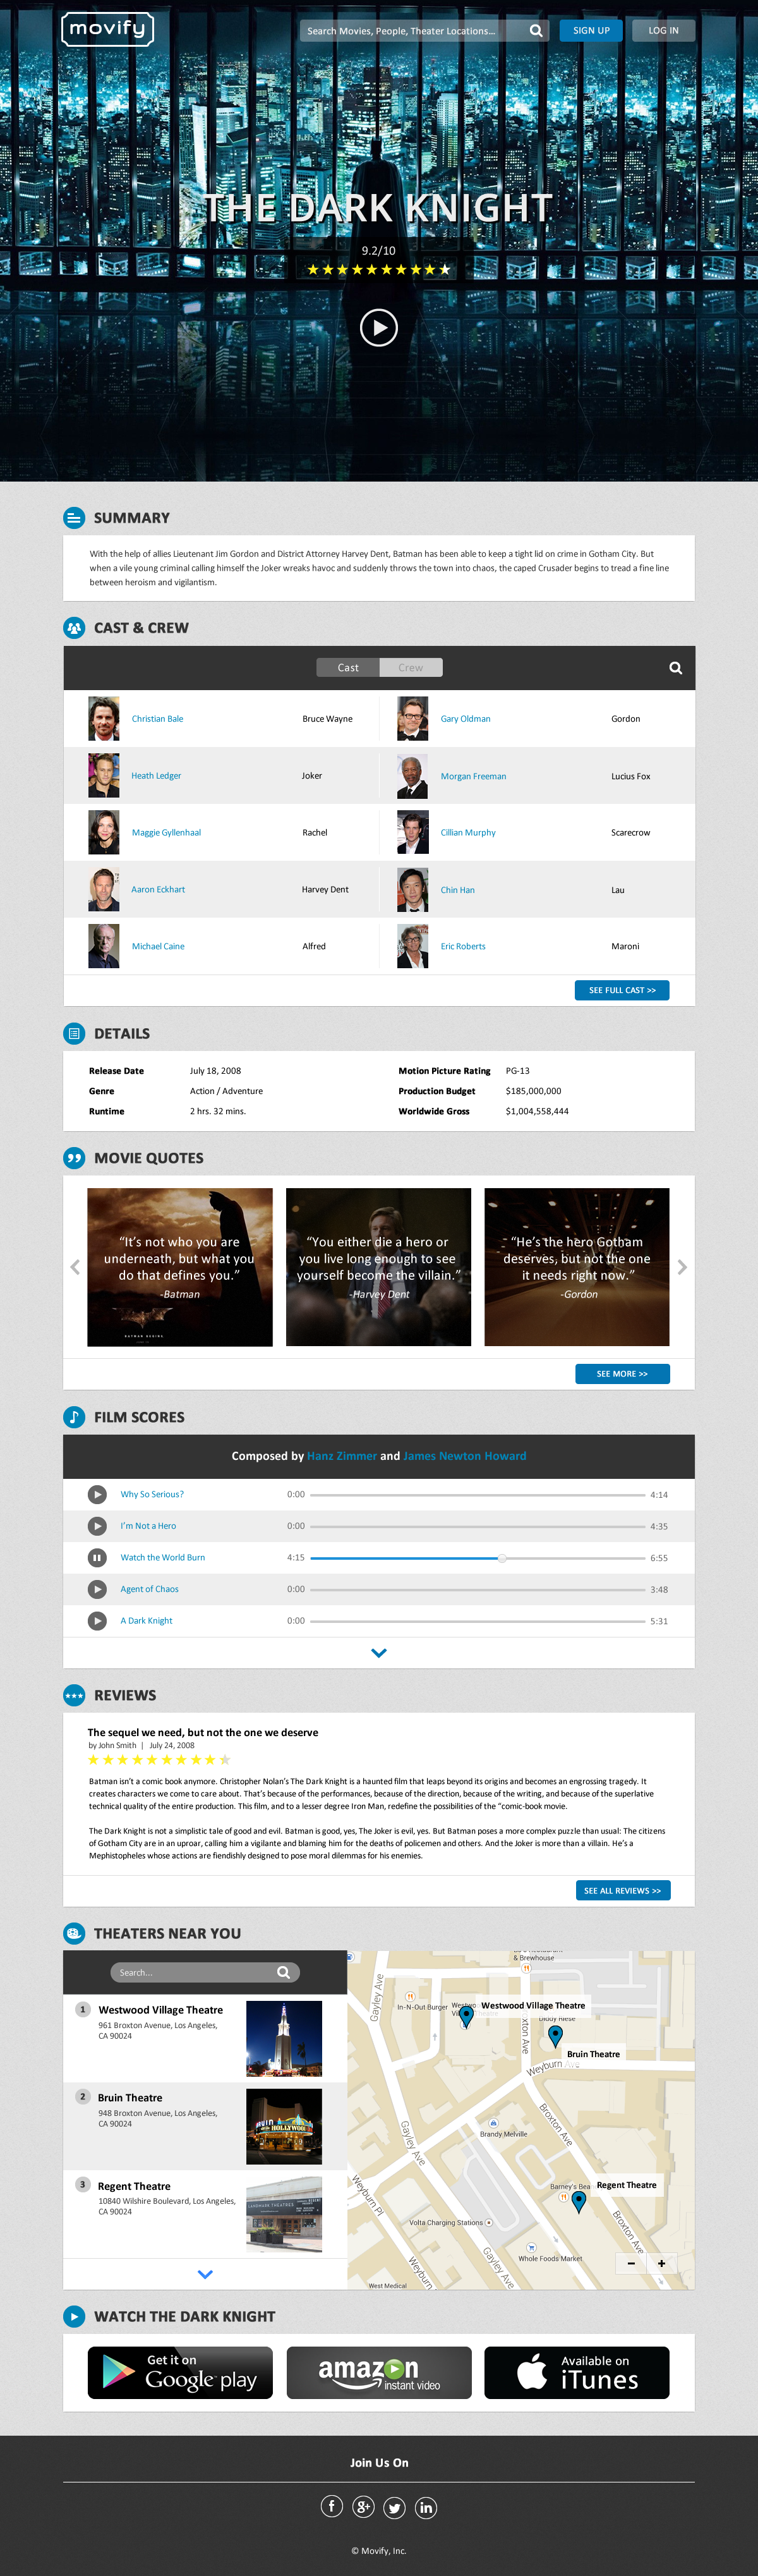 movify
Search Movies, People, Theater Locations...
SIGN UP
LOG IN
THE DARK KNIGHT
9.2/10
SUMMARY
With the help of allies Lieutenant Jim Gordon and District Attorney Harvey Dent, Batman has been able to keep a tight lid on crime in Gotham City. But
when a vile young criminal calling himself the Joker wreaks havoc and suddenly throws the town into chaos, the caped Crusader begins to tread a fine line
between heroism and vigilantism.
CAST & CREW
Cast
Crew
Christian Bale Bruce Wayne Gary Oldman Gordon
Heath Ledger Joker Morgan Freeman Lucius Fox
Maggie Gyllenhaal Rachel Cillian Murphy Scarecrow
Aaron Eckhart Harvey Dent Chin Han Lau
Michael Caine Alfred Eric Roberts Maroni
SEE FULL CAST >>
DETAILS
Release Date July 18, 2008 Motion Picture Rating PG-13
Genre Action / Adventure Production Budget $185,000,000
Runtime 2 hrs. 32 mins. Worldwide Gross $1,004,558,444
MOVIE QUOTES
“It’s not who you are
underneath, but what you
do that defines you.”
-Batman
BATMAN BEGINS
“You either die a hero or
you live long enough to see
yourself become the villain.”
-Harvey Dent
“He’s the hero Gotham
deserves, but not the one
it needs right now.”
-Gordon
SEE MORE >>
FILM SCORES
Composed by Hanz Zimmer and James Newton Howard
Why So Serious? 0:00 4:14
I’m Not a Hero 0:00 4:35
Watch the World Burn 4:15 6:55
Agent of Chaos 0:00 3:48
A Dark Knight 0:00 5:31
REVIEWS
The sequel we need, but not the one we deserve
by John Smith | July 24, 2008
Batman isn’t a comic book anymore. Christopher Nolan’s The Dark Knight is a haunted film that leaps beyond its origins and becomes an engrossing tragedy. It
creates characters we come to care about. That’s because of the performances, because of the direction, because of the writing, and because of the superlative
technical quality of the entire production. This film, and to a lesser degree Iron Man, redefine the possibilities of the “comic-book movie.
The Dark Knight is not a simplistic tale of good and evil. Batman is good, yes, The Joker is evil, yes. But Batman poses a more complex puzzle than usual: The citizens
of Gotham City are in an uproar, calling him a vigilante and blaming him for the deaths of policemen and others. And the Joker is more than a villain. He’s a
Mephistopheles whose actions are fiendishly designed to pose moral dilemmas for his enemies.
SEE ALL REVIEWS >>
THEATERS NEAR YOU
Search...
1 Westwood Village Theatre
961 Broxton Avenue, Los Angeles,
CA 90024
2 Bruin Theatre
948 Broxton Avenue, Los Angeles,
CA 90024
3 Regent Theatre
10840 Wilshire Boulevard, Los Angeles,
CA 90024
& Brewhouse
Gayley Ave
In-N-Out Burger
Westwood Village Theatre
Diddy Riese
Bruin Theatre
Weyburn Ave
Broxton Ave
Gayley Ave
Brandy Melville
Weyburn Pl
Regent Theatre
Volta Charging Stations
Broxton Ave
Whole Foods Market
Gayley Ave
Weyburn
West Medical
- +
WATCH THE DARK KNIGHT
Get it on
Google play
amazon
instant video
Available on
iTunes
Join Us On
f g+ in
© Movify, Inc.